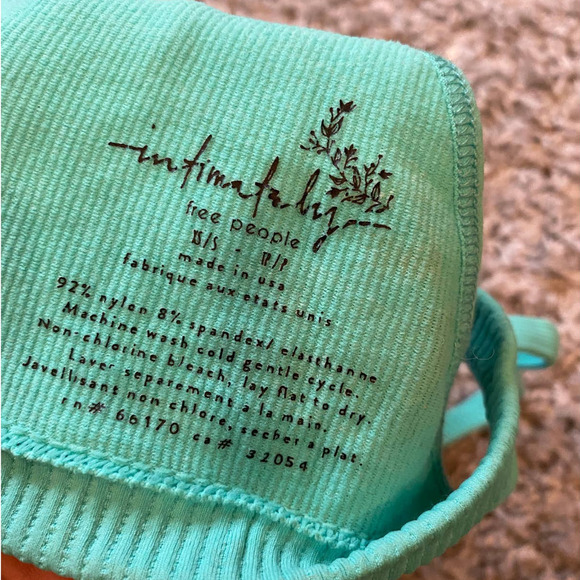 intimately
free people
XS/S - TP/P
made in usa
fabrique aux etats unis
92% nylon 8% spandex/ elasthanne
Machine wash cold gentle cycle.
Non-chlorine bleach, lay flat to dry.
Laver separement a la main.
Javellisant non chlore, secher a plat.
rn# 66170 ca# 32054